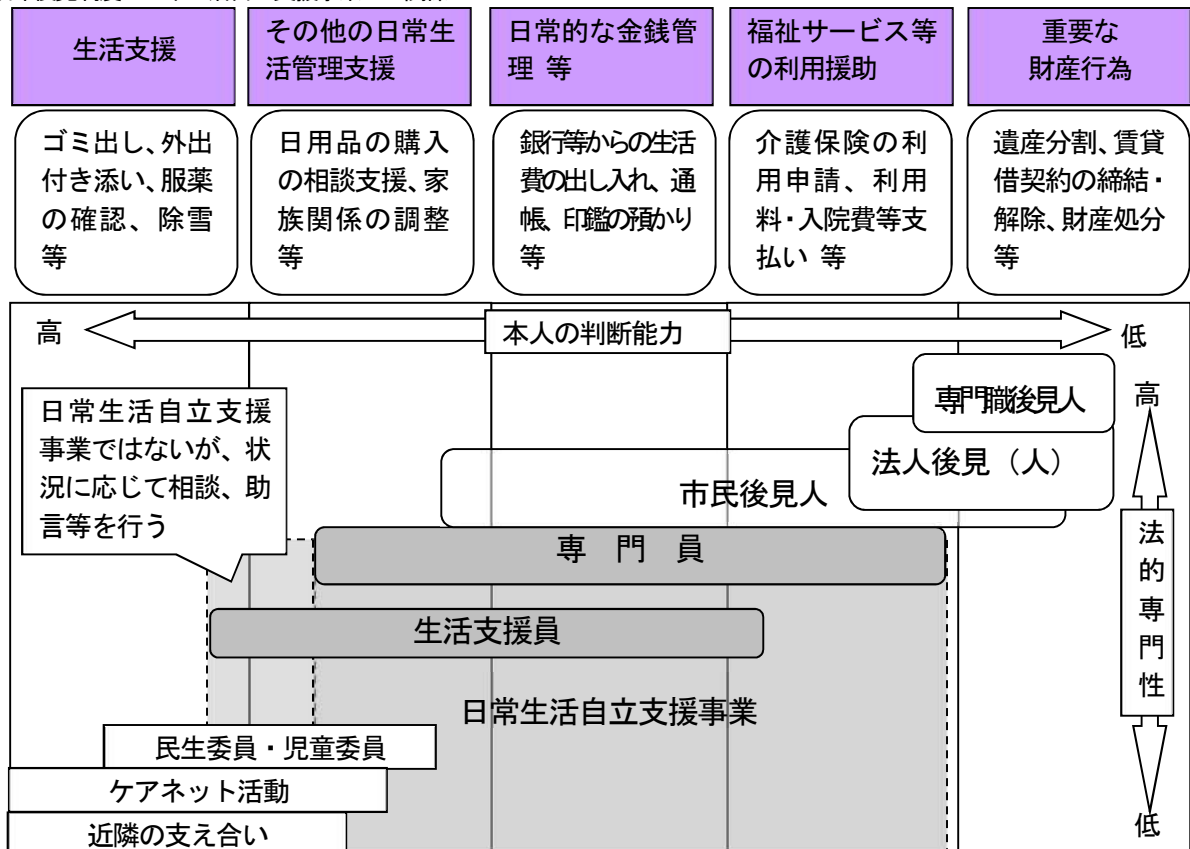 生活支援
その他の日常生
活管理支援
日常的な金銭管
理 等
福祉サービス等
の利用援助
重要な
財産行為
ゴミ出し、外出
付き添い、服薬
の確認、除雪
等
日用品の購入
の相談支援、家
族関係の調整
等
銀行等からの生活
費の出し入れ、通
帳、印鑑の預かり
等
介護保険の利
用申請、利用
料・入院費等支
払い 等
遺産分割、賃貸
借契約の締結・
解除、財産処分
等
高
本人の判断能力
低
日常生活自立支援
事業ではないが、状
況に応じて相談、助
言等を行う
専門職後見人
法人後見（人）
市民後見人
専 門 員
生活支援員
日常生活自立支援事業
民生委員・児童委員
ケアネット活動
近隣の支え合い
高
法
的
専
門
性
低